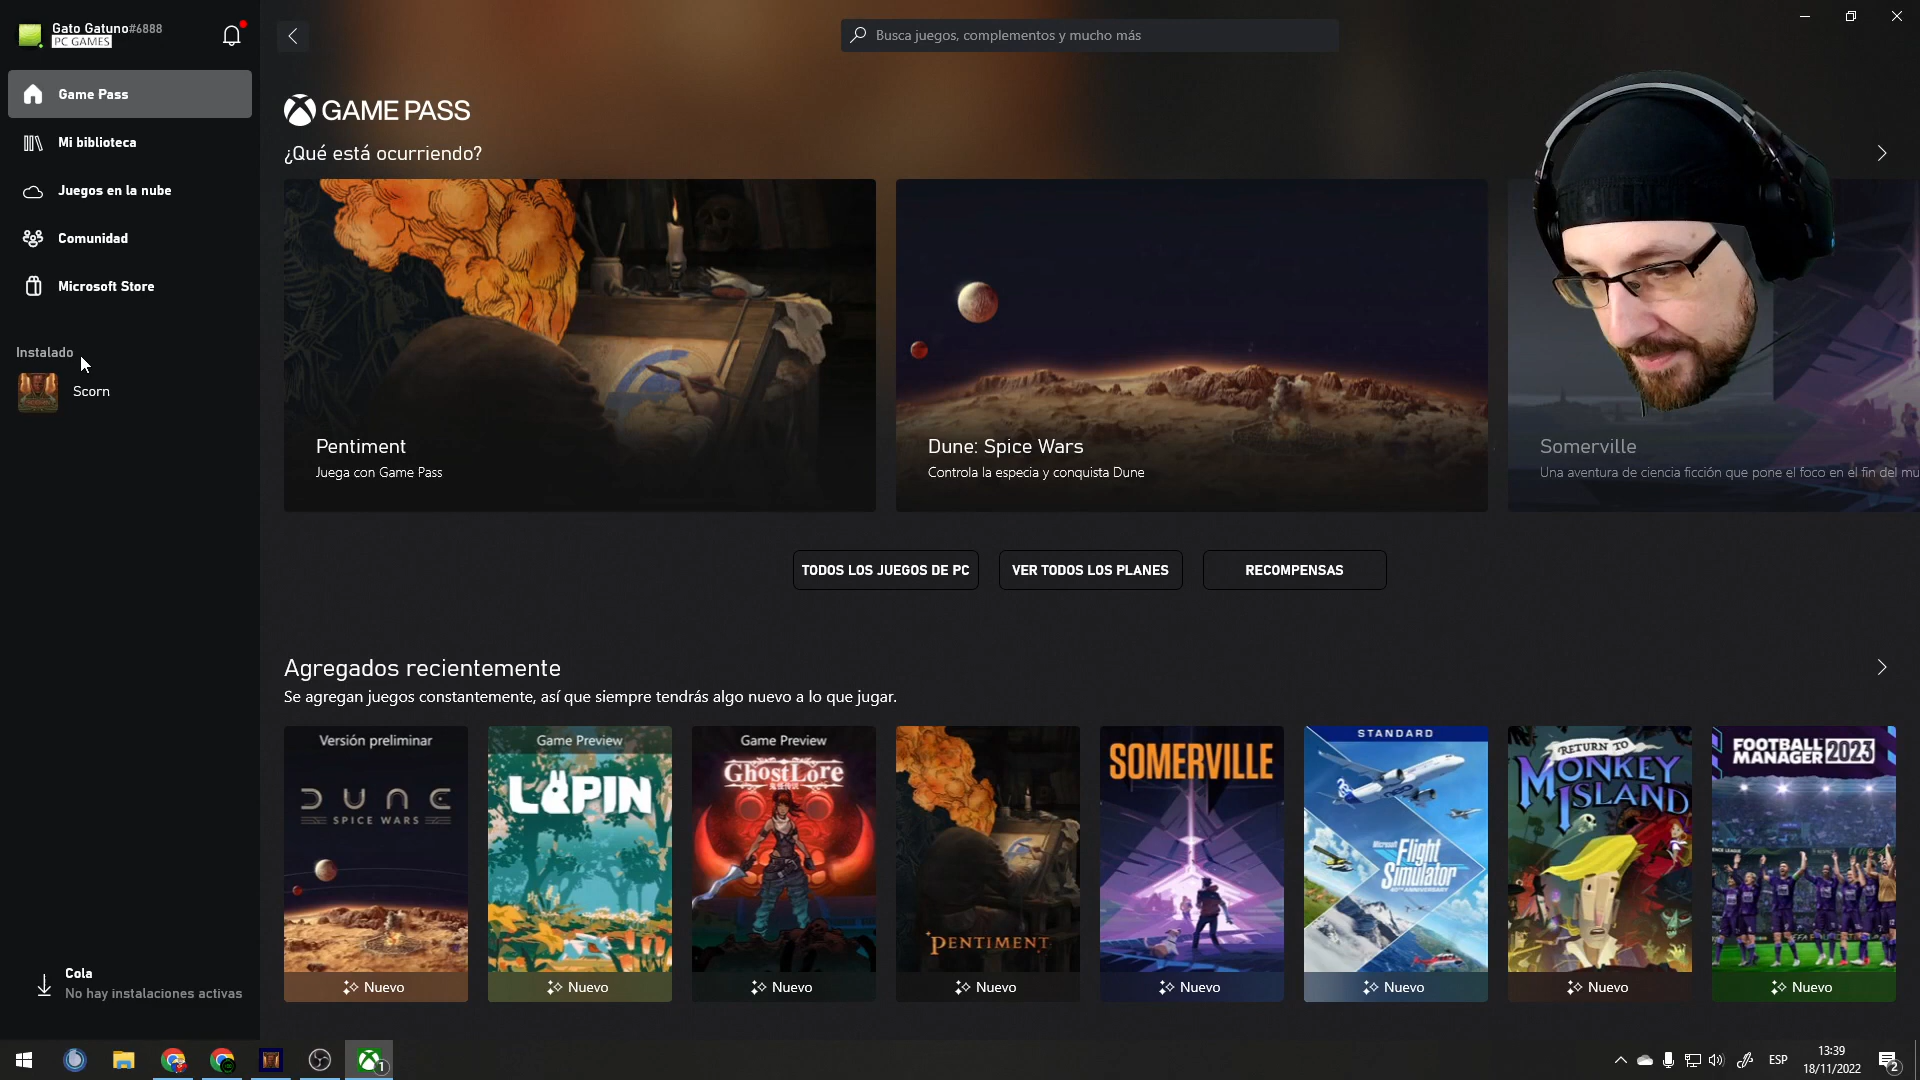 Gato Gatuno#6888
PC GAMES
Busca juegos, complementos y mucho más
Game Pass
Mi biblioteca
Juegos en la nube
Comunidad
Microsoft Store
Instalado
Scorn
Cola
No hay instalaciones activas
GAME PASS
¿Qué está ocurriendo?
Pentiment
Juega con Game Pass
Dune: Spice Wars
Controla la especia y conquista Dune
Somerville
Una aventura de ciencia ficción que pone el foco en el fin del mu
TODOS LOS JUEGOS DE PC
VER TODOS LOS PLANES
RECOMPENSAS
Agregados recientemente
Se agregan juegos constantemente, así que siempre tendrás algo nuevo a lo que jugar.
Versión preliminar
DUNE
SPICE WARS
Nuevo
Game Preview
LAPIN
Nuevo
Game Preview
GhostLore
Nuevo
PENTIMENT
Nuevo
SOMERVILLE
Nuevo
STANDARD
Microsoft
Flight
Simulator
40TH ANNIVERSARY
Nuevo
RETURN TO
MONKEY
ISLAND
Nuevo
FOOTBALL
MANAGER 2023
Nuevo
1
ESP
13:39
18/11/2022
2